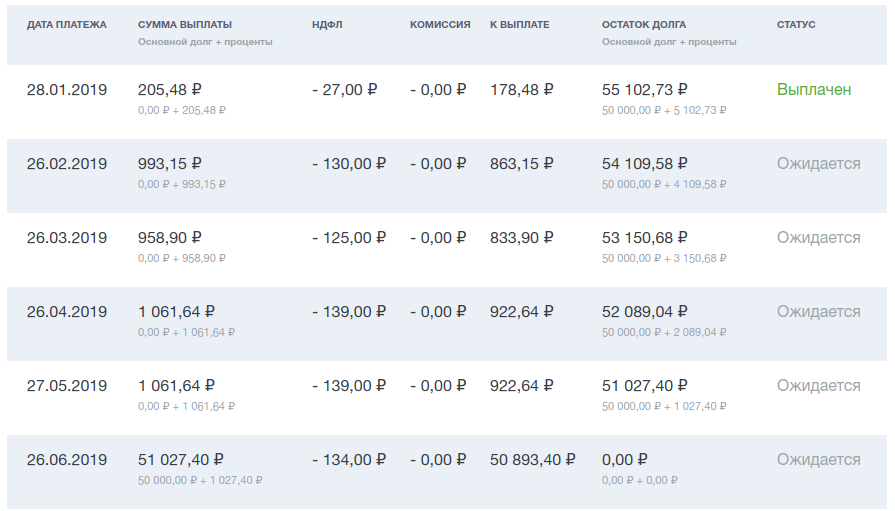 ДАТА ПЛАТЕЖА СУММА ВЫПЛАТЫ НДФЛ КОМИССИЯ К ВЫПЛАТЕ ОСТАТОК ДОЛГА СТАТУС
Основной долг + проценты Основной долг + проценты
28.01.2019 205,48 ₽ - 27,00 ₽ - 0,00 ₽ 178,48 ₽ 55 102,73 ₽ Выплачен
0,00 ₽ + 205,48 ₽ 50 000,00 ₽ + 5 102,73 ₽
26.02.2019 993,15 ₽ - 130,00 ₽ - 0,00 ₽ 863,15 ₽ 54 109,58 ₽ Ожидается
0,00 ₽ + 993,15 ₽ 50 000,00 ₽ + 4 109,58 ₽
26.03.2019 958,90 ₽ - 125,00 ₽ - 0,00 ₽ 833,90 ₽ 53 150,68 ₽ Ожидается
0,00 ₽ + 958,90 ₽ 50 000,00 ₽ + 3 150,68 ₽
26.04.2019 1 061,64 ₽ - 139,00 ₽ - 0,00 ₽ 922,64 ₽ 52 089,04 ₽ Ожидается
0,00 ₽ + 1 061,64 ₽ 50 000,00 ₽ + 2 089,04 ₽
27.05.2019 1 061,64 ₽ - 139,00 ₽ - 0,00 ₽ 922,64 ₽ 51 027,40 ₽ Ожидается
0,00 ₽ + 1 061,64 ₽ 50 000,00 ₽ + 1 027,40 ₽
26.06.2019 51 027,40 ₽ - 134,00 ₽ - 0,00 ₽ 50 893,40 ₽ 0,00 ₽ Ожидается
50 000,00 ₽ + 1 027,40 ₽ 0,00 ₽ + 0,00 ₽